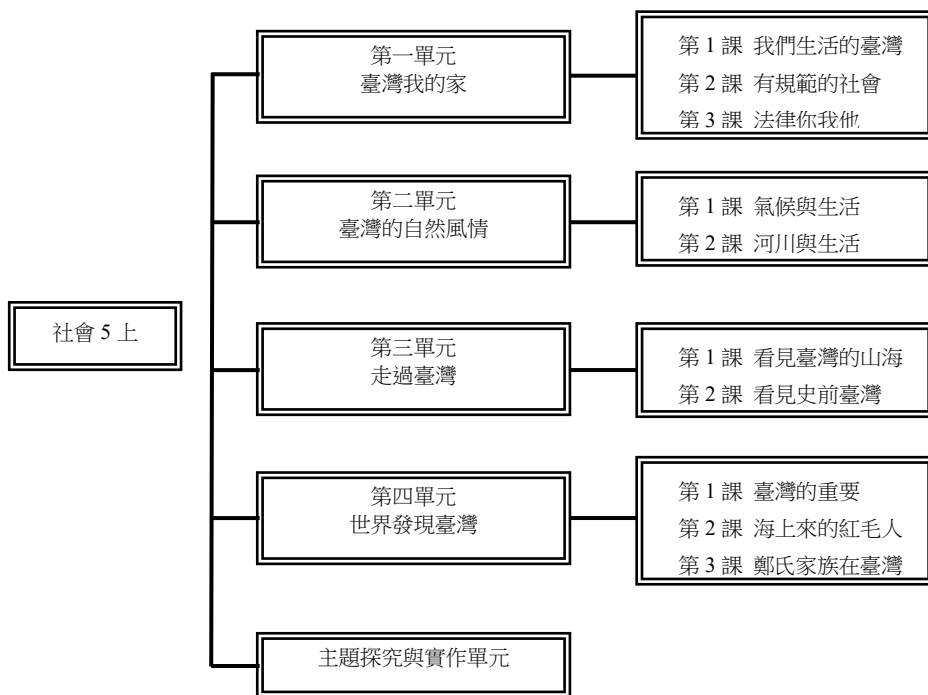 社會 5 上
第一單元
臺灣我的家
第 1 課 我們生活的臺灣
第 2 課 有規範的社會
第 3 課 法律你我他
第二單元
臺灣的自然風情
第 1 課 氣候與生活
第 2 課 河川與生活
第三單元
走過臺灣
第 1 課 看見臺灣的山海
第 2 課 看見史前臺灣
第四單元
世界發現臺灣
第 1 課 臺灣的重要
第 2 課 海上來的紅毛人
第 3 課 鄭氏家族在臺灣
主題探究與實作單元